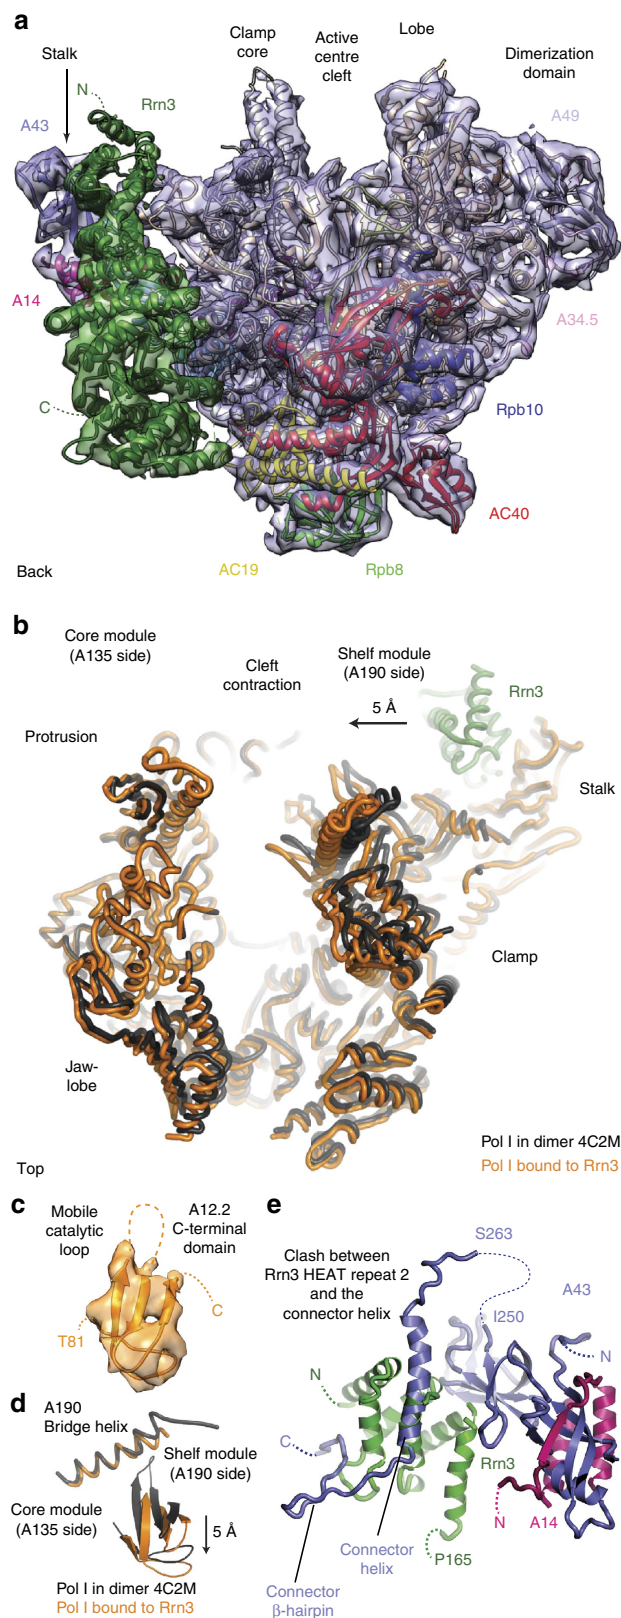 a
Clamp
core
Active
centre
cleft
Lobe
Dimerization
domain
Stalk
N
Rrn3
A43
A49
A14
A34.5
C
Rpb10
AC40
Back
AC19
Rpb8
b
Core module
(A135 side)
Cleft
contraction
Shelf module
(A190 side)
5 Å
Rrn3
Protrusion
Stalk
Clamp
Jaw-
lobe
Top
Pol I in dimer 4C2M
Pol I bound to Rrn3
c
Mobile
catalytic
loop
A12.2
C-terminal
domain
C
T81
d
A190
Bridge helix
Shelf module
(A190 side)
Core module
(A135 side)
5 Å
Pol I in dimer 4C2M
Pol I bound to Rrn3
e
S263
Clash between
Rrn3 HEAT repeat 2
and the
connector helix
A43
I250
N
N
C
Rrn3
N
A14
Connector
helix
P165
Connector
β-hairpin